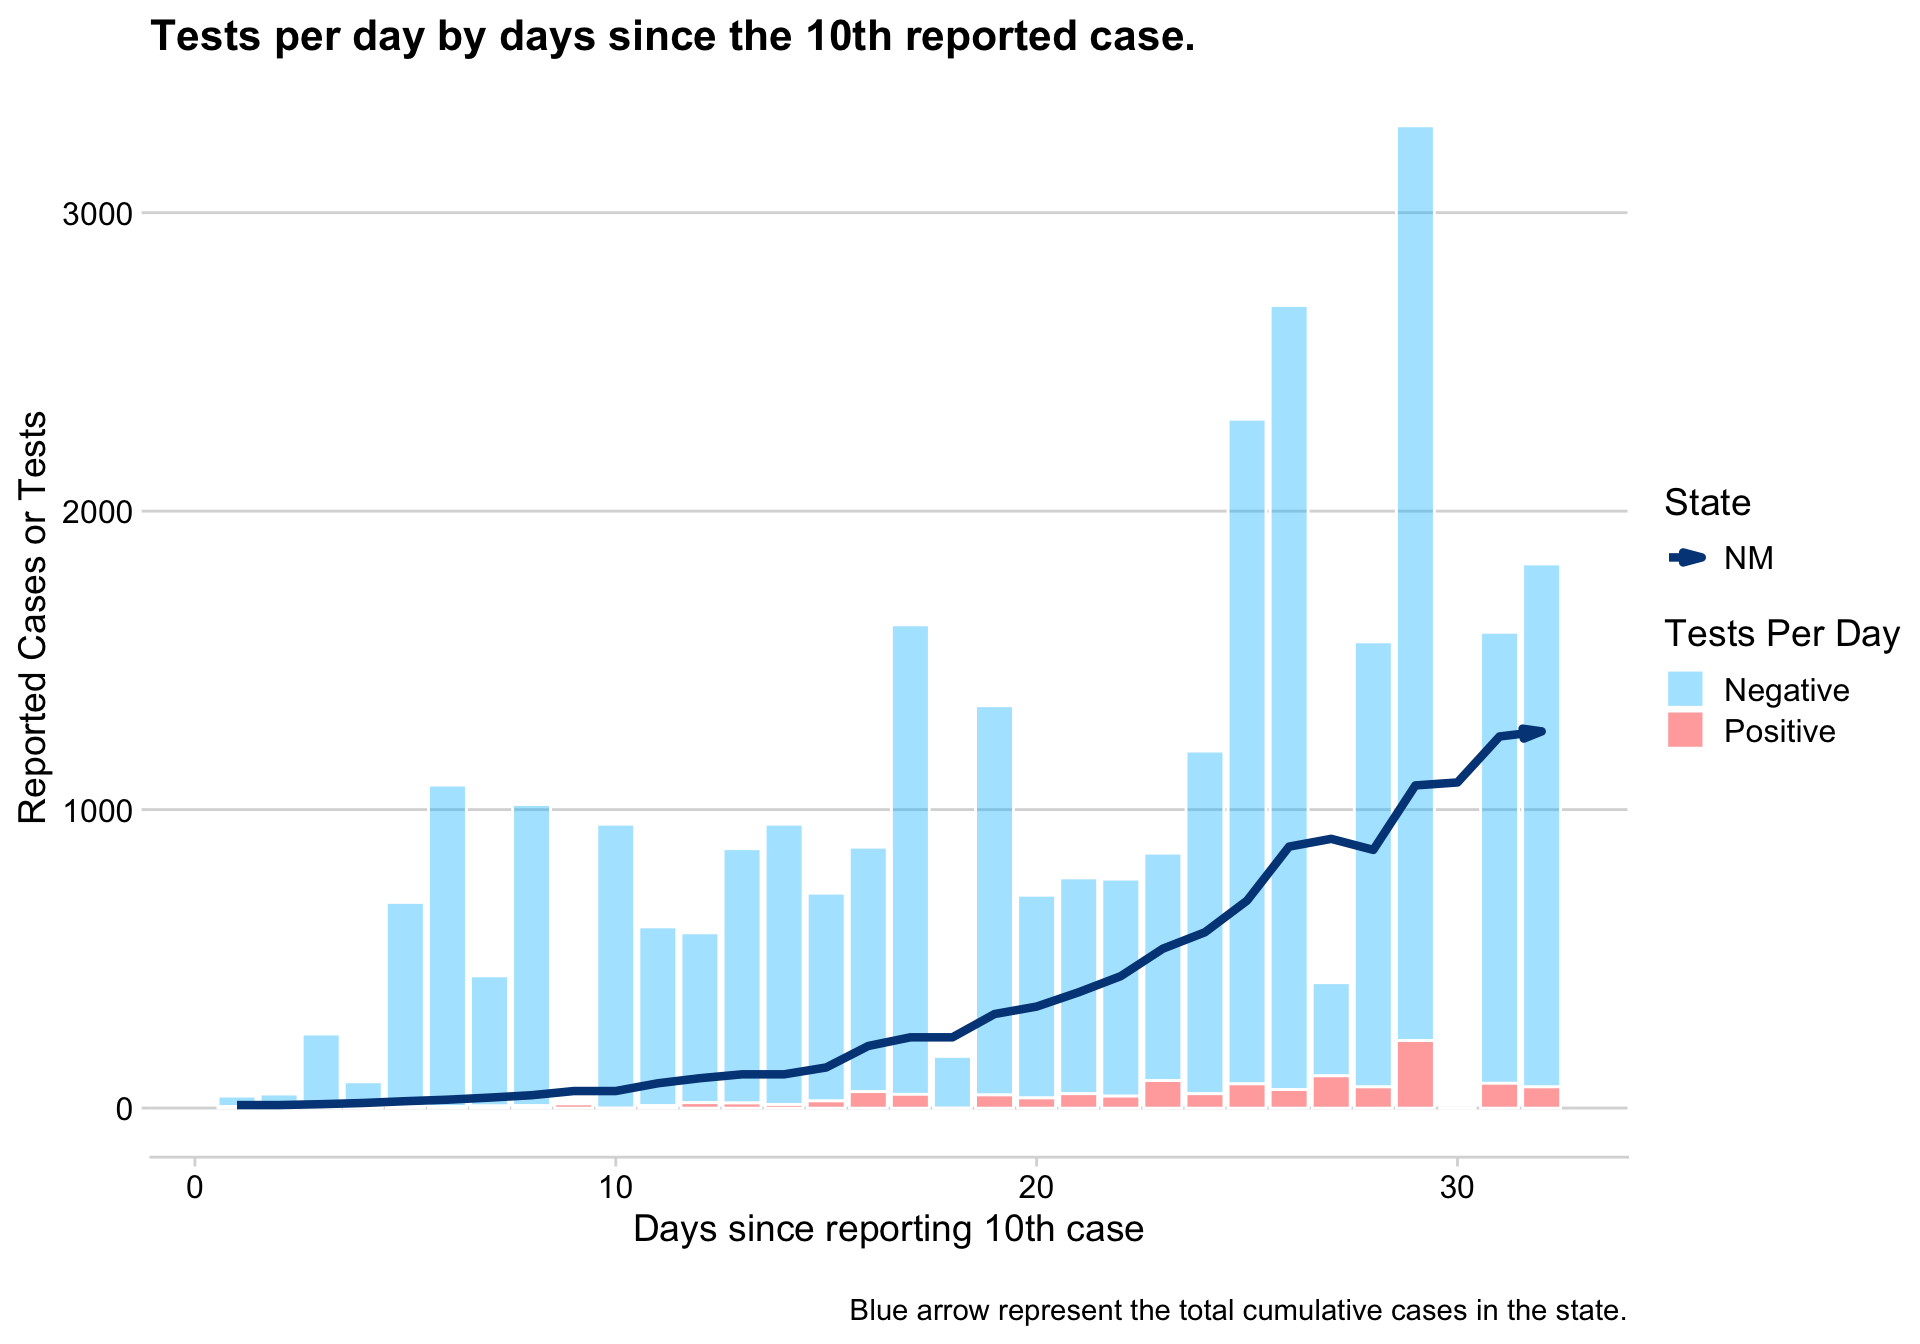 Tests per day by days since the 10th reported case.
Reported Cases or Tests
3000
2000
1000
0
0 10 20 30
Days since reporting 10th case
State
NM
Tests Per Day
Negative
Positive
Blue arrow represent the total cumulative cases in the state.